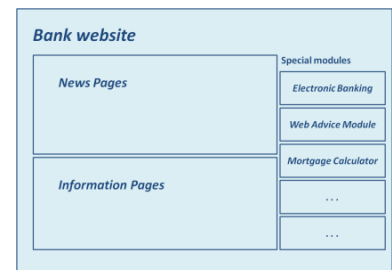 Bank website
News Pages
Information Pages
Special modules
Electronic Banking
Web Advice Module
Mortgage Calculator
...
...